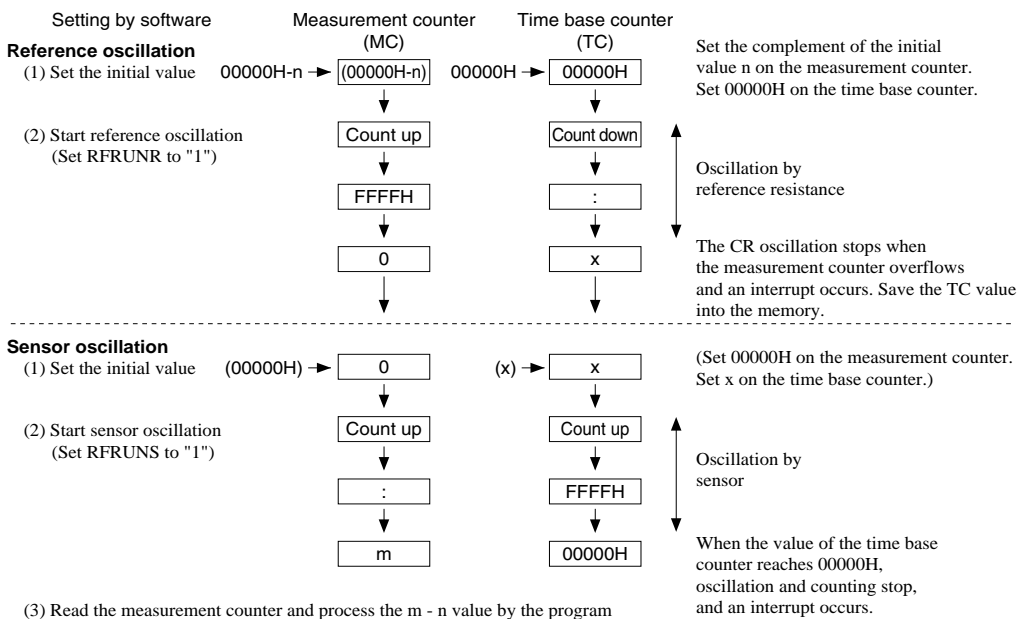 Setting by software
Measurement counter
(MC)
Time base counter
(TC)
Reference oscillation
(1) Set the initial value
00000H-n
(00000H-n)
00000H
00000H
Set the complement of the initial
value n on the measurement counter.
Set 00000H on the time base counter.
(2) Start reference oscillation
(Set RFRUNR to "1")
Count up
Count down
Oscillation by
reference resistance
FFFFH
:
0
x
The CR oscillation stops when
the measurement counter overflows
and an interrupt occurs. Save the TC value
into the memory.
Sensor oscillation
(1) Set the initial value
(00000H)
0
(x)
x
(Set 00000H on the measurement counter.
Set x on the time base counter.)
(2) Start sensor oscillation
(Set RFRUNS to "1")
Count up
Count up
Oscillation by
sensor
:
FFFFH
m
00000H
When the value of the time base
counter reaches 00000H,
oscillation and counting stop,
and an interrupt occurs.
(3) Read the measurement counter and process the m - n value by the program